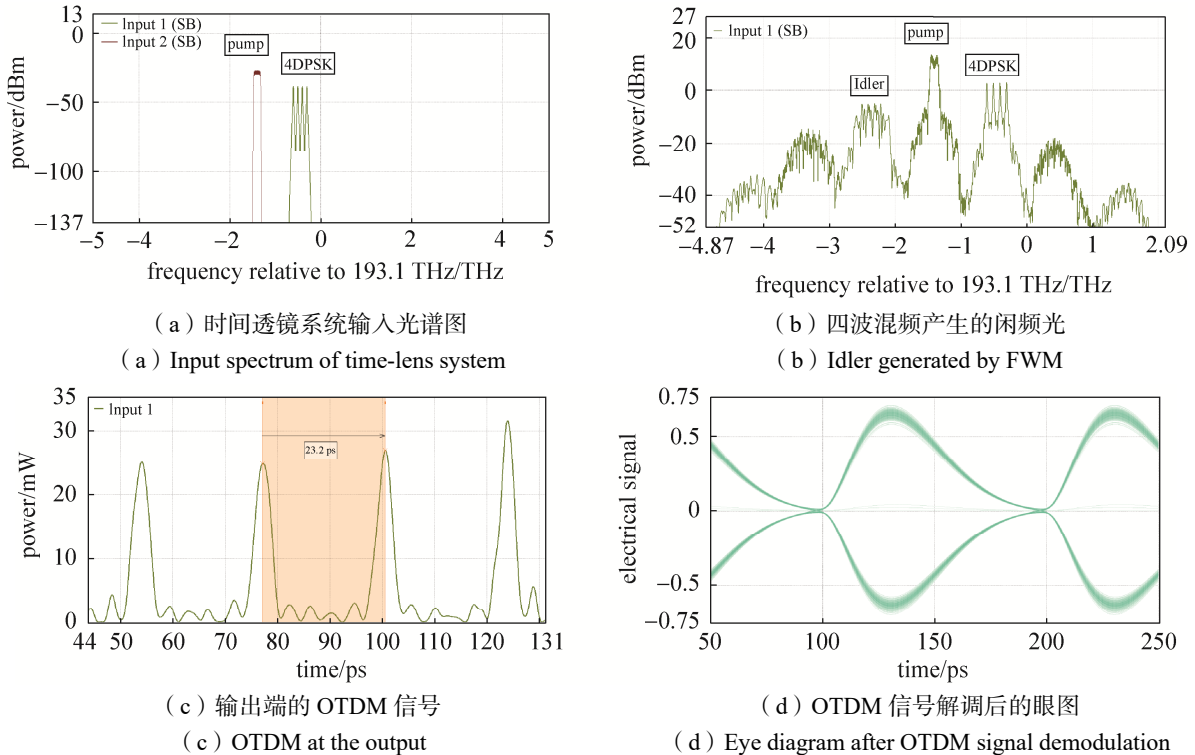 13
0
−50
−100
−137
power/dBm
Input 1 (SB)
Input 2 (SB)
pump
4DPSK
−5 −4 −2 0 2 4 5
frequency relative to 193.1 THz/THz
（a）时间透镜系统输入光谱图
（a）Input spectrum of time-lens system
27
20
0
−20
−40
−52
power/dBm
Input 1 (SB)
pump
Idler
4DPSK
−4.87 −4 −3 −2 −1 0 1 2.09
frequency relative to 193.1 THz/THz
（b）四波混频产生的闲频光
（b）Idler generated by FWM
35
30
20
10
0
power/mW
Input 1
23.2 ps
44 50 60 70 80 90 100 110 120 131
time/ps
（c）输出端的 OTDM 信号
（c）OTDM at the output
0.75
0.5
0
−0.5
−0.75
electrical signal
50 100 150 200 250
time/ps
（d）OTDM 信号解调后的眼图
（d）Eye diagram after OTDM signal demodulation